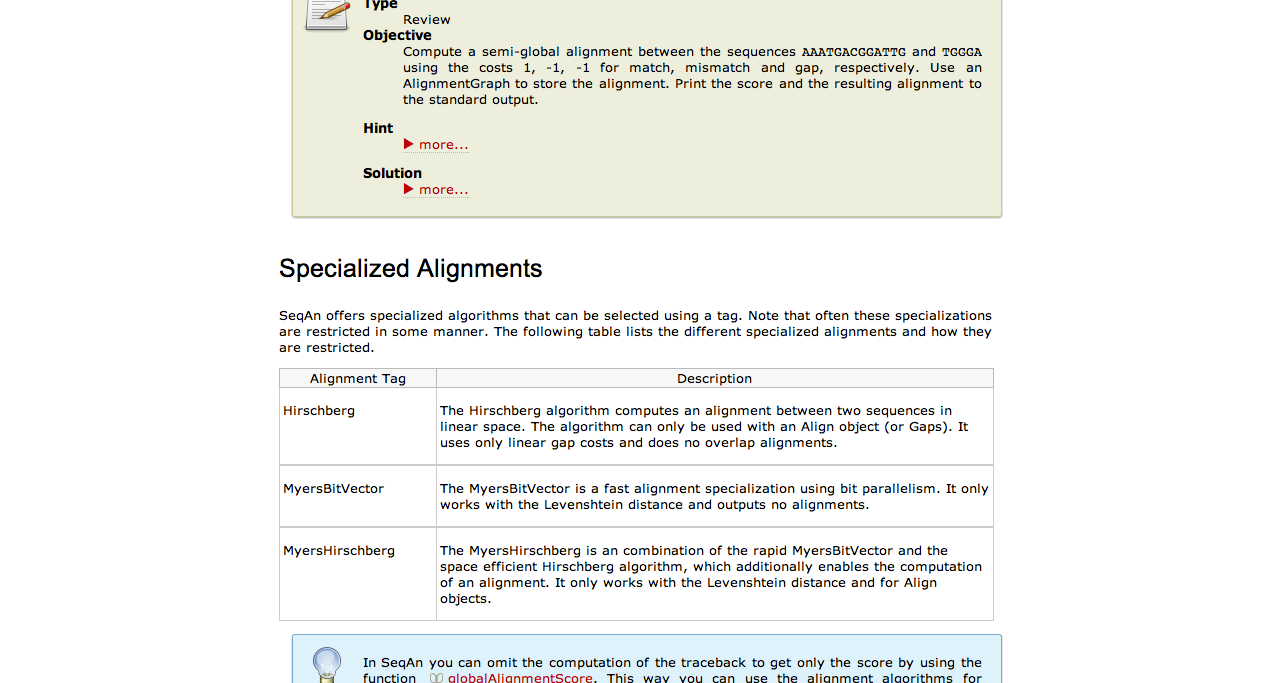 Type
Review
Objective
Compute a semi-global alignment between the sequences AAATGACGGATTG and TGGGA
using the costs 1, -1, -1 for match, mismatch and gap, respectively. Use an
AlignmentGraph to store the alignment. Print the score and the resulting alignment to
the standard output.
Hint
more...
Solution
more...
Specialized Alignments
SeqAn offers specialized algorithms that can be selected using a tag. Note that often these specializations
are restricted in some manner. The following table lists the different specialized alignments and how they
are restricted.
Alignment Tag Description
Hirschberg
The Hirschberg algorithm computes an alignment between two sequences in
linear space. The algorithm can only be used with an Align object (or Gaps). It
uses only linear gap costs and does no overlap alignments.
MyersBitVector
The MyersBitVector is a fast alignment specialization using bit parallelism. It only
works with the Levenshtein distance and outputs no alignments.
MyersHirschberg
The MyersHirschberg is an combination of the rapid MyersBitVector and the
space efficient Hirschberg algorithm, which additionally enables the computation
of an alignment. It only works with the Levenshtein distance and for Align
objects.
In SeqAn you can omit the computation of the traceback to get only the score by using the
function globalAlignmentScore. This way you can use the alignment algorithms for